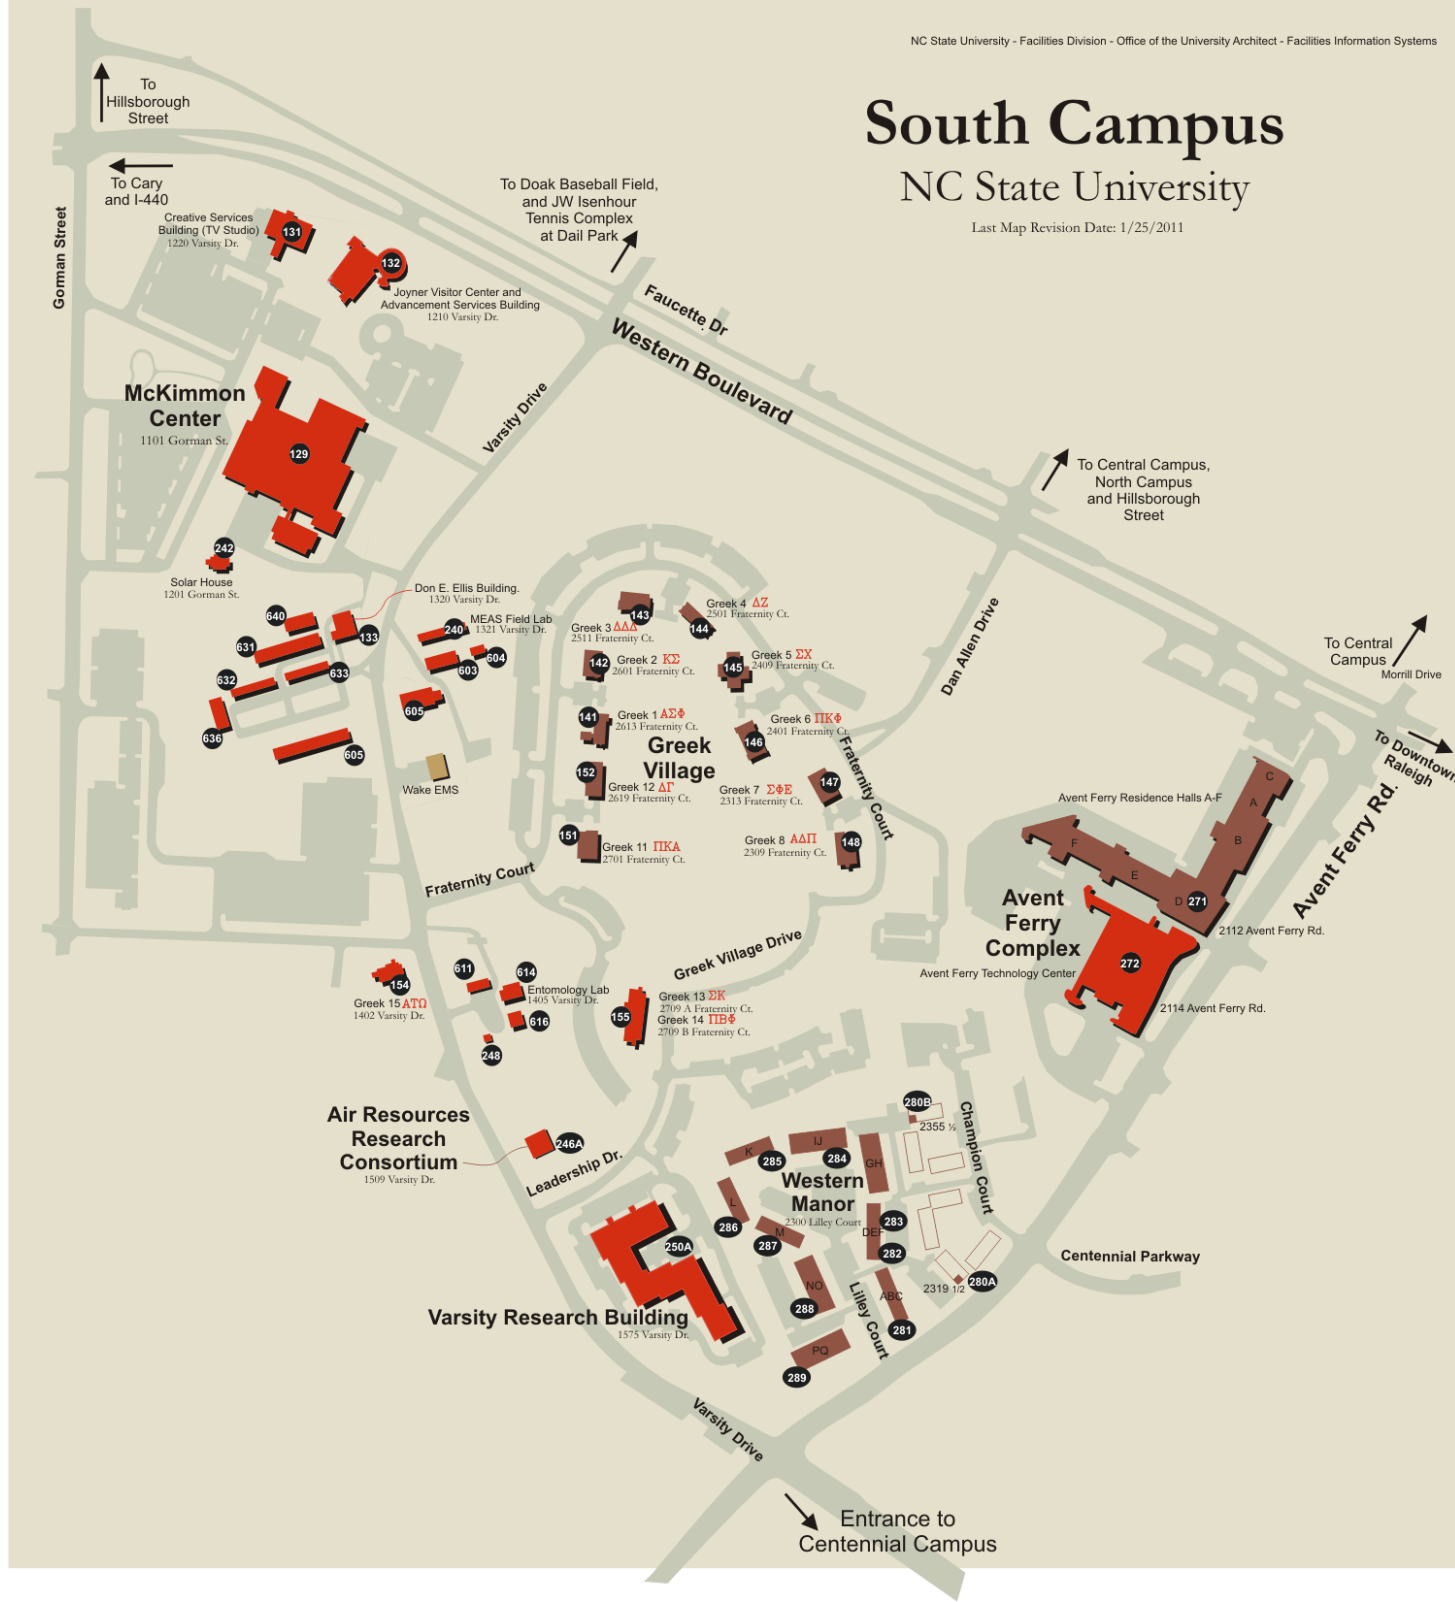 NC State University - Facilities Division - Office of the University Architect - Facilities Information Systems
South Campus
NC State University
Last Map Revision Date: 1/25/2011
To
Hillsborough
Street
To Cary
and I-440
Gorman Street
Creative Services
Building (TV Studio)
1220 Varsity Dr.
131
132
Joyner Visitor Center and
Advancement Services Building
1210 Varsity Dr.
To Doak Baseball Field,
and JW Isenhour
Tennis Complex
at Dail Park
Faucette Dr
Western Boulevard
Varsity Drive
McKimmon
Center
1101 Gorman St.
129
To Central Campus,
North Campus
and Hillsborough
Street
242
Solar House
1201 Gorman St.
Don E. Ellis Building.
1320 Varsity Dr.
640
133
631
632
633
636
605
MEAS Field Lab
1321 Varsity Dr.
240
604
603
605
Wake EMS
143
Greek 3 ΔΔΔ
2511 Fraternity Ct.
Greek 4 ΔΖ
2501 Fraternity Ct.
144
142
Greek 2 ΚΣ
2601 Fraternity Ct.
145
Greek 5 ΣΧ
2409 Fraternity Ct.
141
Greek 1 ΑΣΦ
2613 Fraternity Ct.
Greek
Village
Greek 6 ΠΚΦ
2401 Fraternity Ct.
146
152
Greek 12 ΔΓ
2619 Fraternity Ct.
Greek 7 ΣΦΕ
2313 Fraternity Ct.
147
151
Greek 11 ΠΚΑ
2701 Fraternity Ct.
Greek 8 ΑΔΠ
2309 Fraternity Ct.
148
Fraternity Court
Fraternity Court
Dan Allen Drive
To Central
Campus
Morrill Drive
To Downtown
Raleigh
Avent Ferry Rd.
Avent Ferry Residence Halls A-F
C
A
B
F
E
D
271
2112 Avent Ferry Rd.
Avent
Ferry
Complex
272
Avent Ferry Technology Center
2114 Avent Ferry Rd.
Greek Village Drive
154
Greek 15 ΑΤΩ
1402 Varsity Dr.
611
614
Entomology Lab
1405 Varsity Dr.
616
248
155
Greek 13 ΣΚ
2709 A Fraternity Ct.
Greek 14 ΠΒΦ
2709 B Fraternity Ct.
Air Resources
Research
Consortium
1509 Varsity Dr.
246A
Leadership Dr.
250A
Varsity Research Building
1575 Varsity Dr.
280B
2355 ½
Champion Court
K
285
IJ
284
GH
Western
Manor
2300 Lilley Court
L
286
M
287
DEF
283
282
NO
288
Lilley Court
ABC
281
PQ
289
2319 1/2
280A
Centennial Parkway
Varsity Drive
Entrance to
Centennial Campus